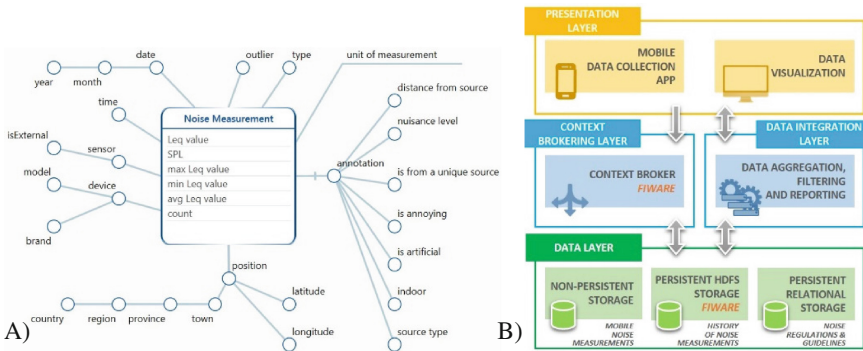 date
outlier
type
unit of measurement
year
month
time
distance from source
nuisance level
Noise Measurement
Leq value
SPL
max Leq value
min Leq value
avg Leq value
count
isExternal
sensor
model
device
brand
annotation
is from a unique source
is annoying
is artificial
indoor
source type
position
latitude
longitude
country
region
province
town
A)
PRESENTATION
LAYER
MOBILE
DATA COLLECTION
APP
DATA
VISUALIZATION
CONTEXT
BROKERING LAYER
CONTEXT BROKER
FIWARE
DATA INTEGRATION
LAYER
DATA AGGREGATION,
FILTERING
AND REPORTING
DATA LAYER
NON-PERSISTENT
STORAGE
MOBILE
NOISE
MEASUREMENTS
PERSISTENT HDFS
STORAGE
FIWARE
HISTORY
OF NOISE
MEASUREMENTS
PERSISTENT
RELATIONAL
STORAGE
NOISE
REGULATIONS &
GUIDELINES
B)